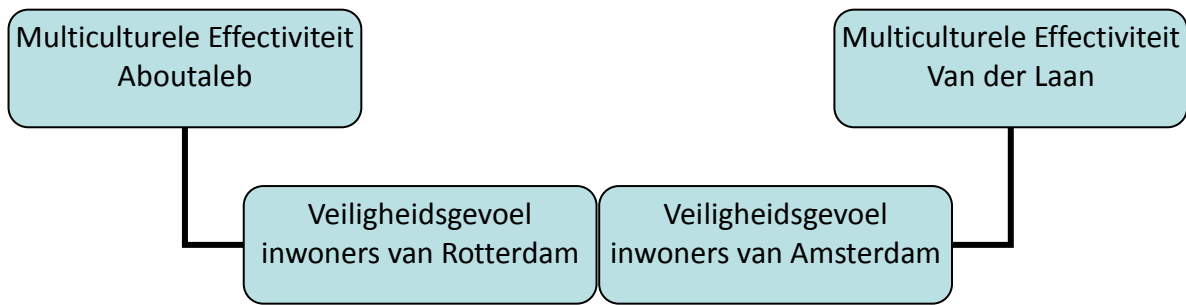 Multiculturele Effectiviteit
Aboutaleb
Multiculturele Effectiviteit
Van der Laan
Veiligheidsgevoel
inwoners van Rotterdam
Veiligheidsgevoel
inwoners van Amsterdam